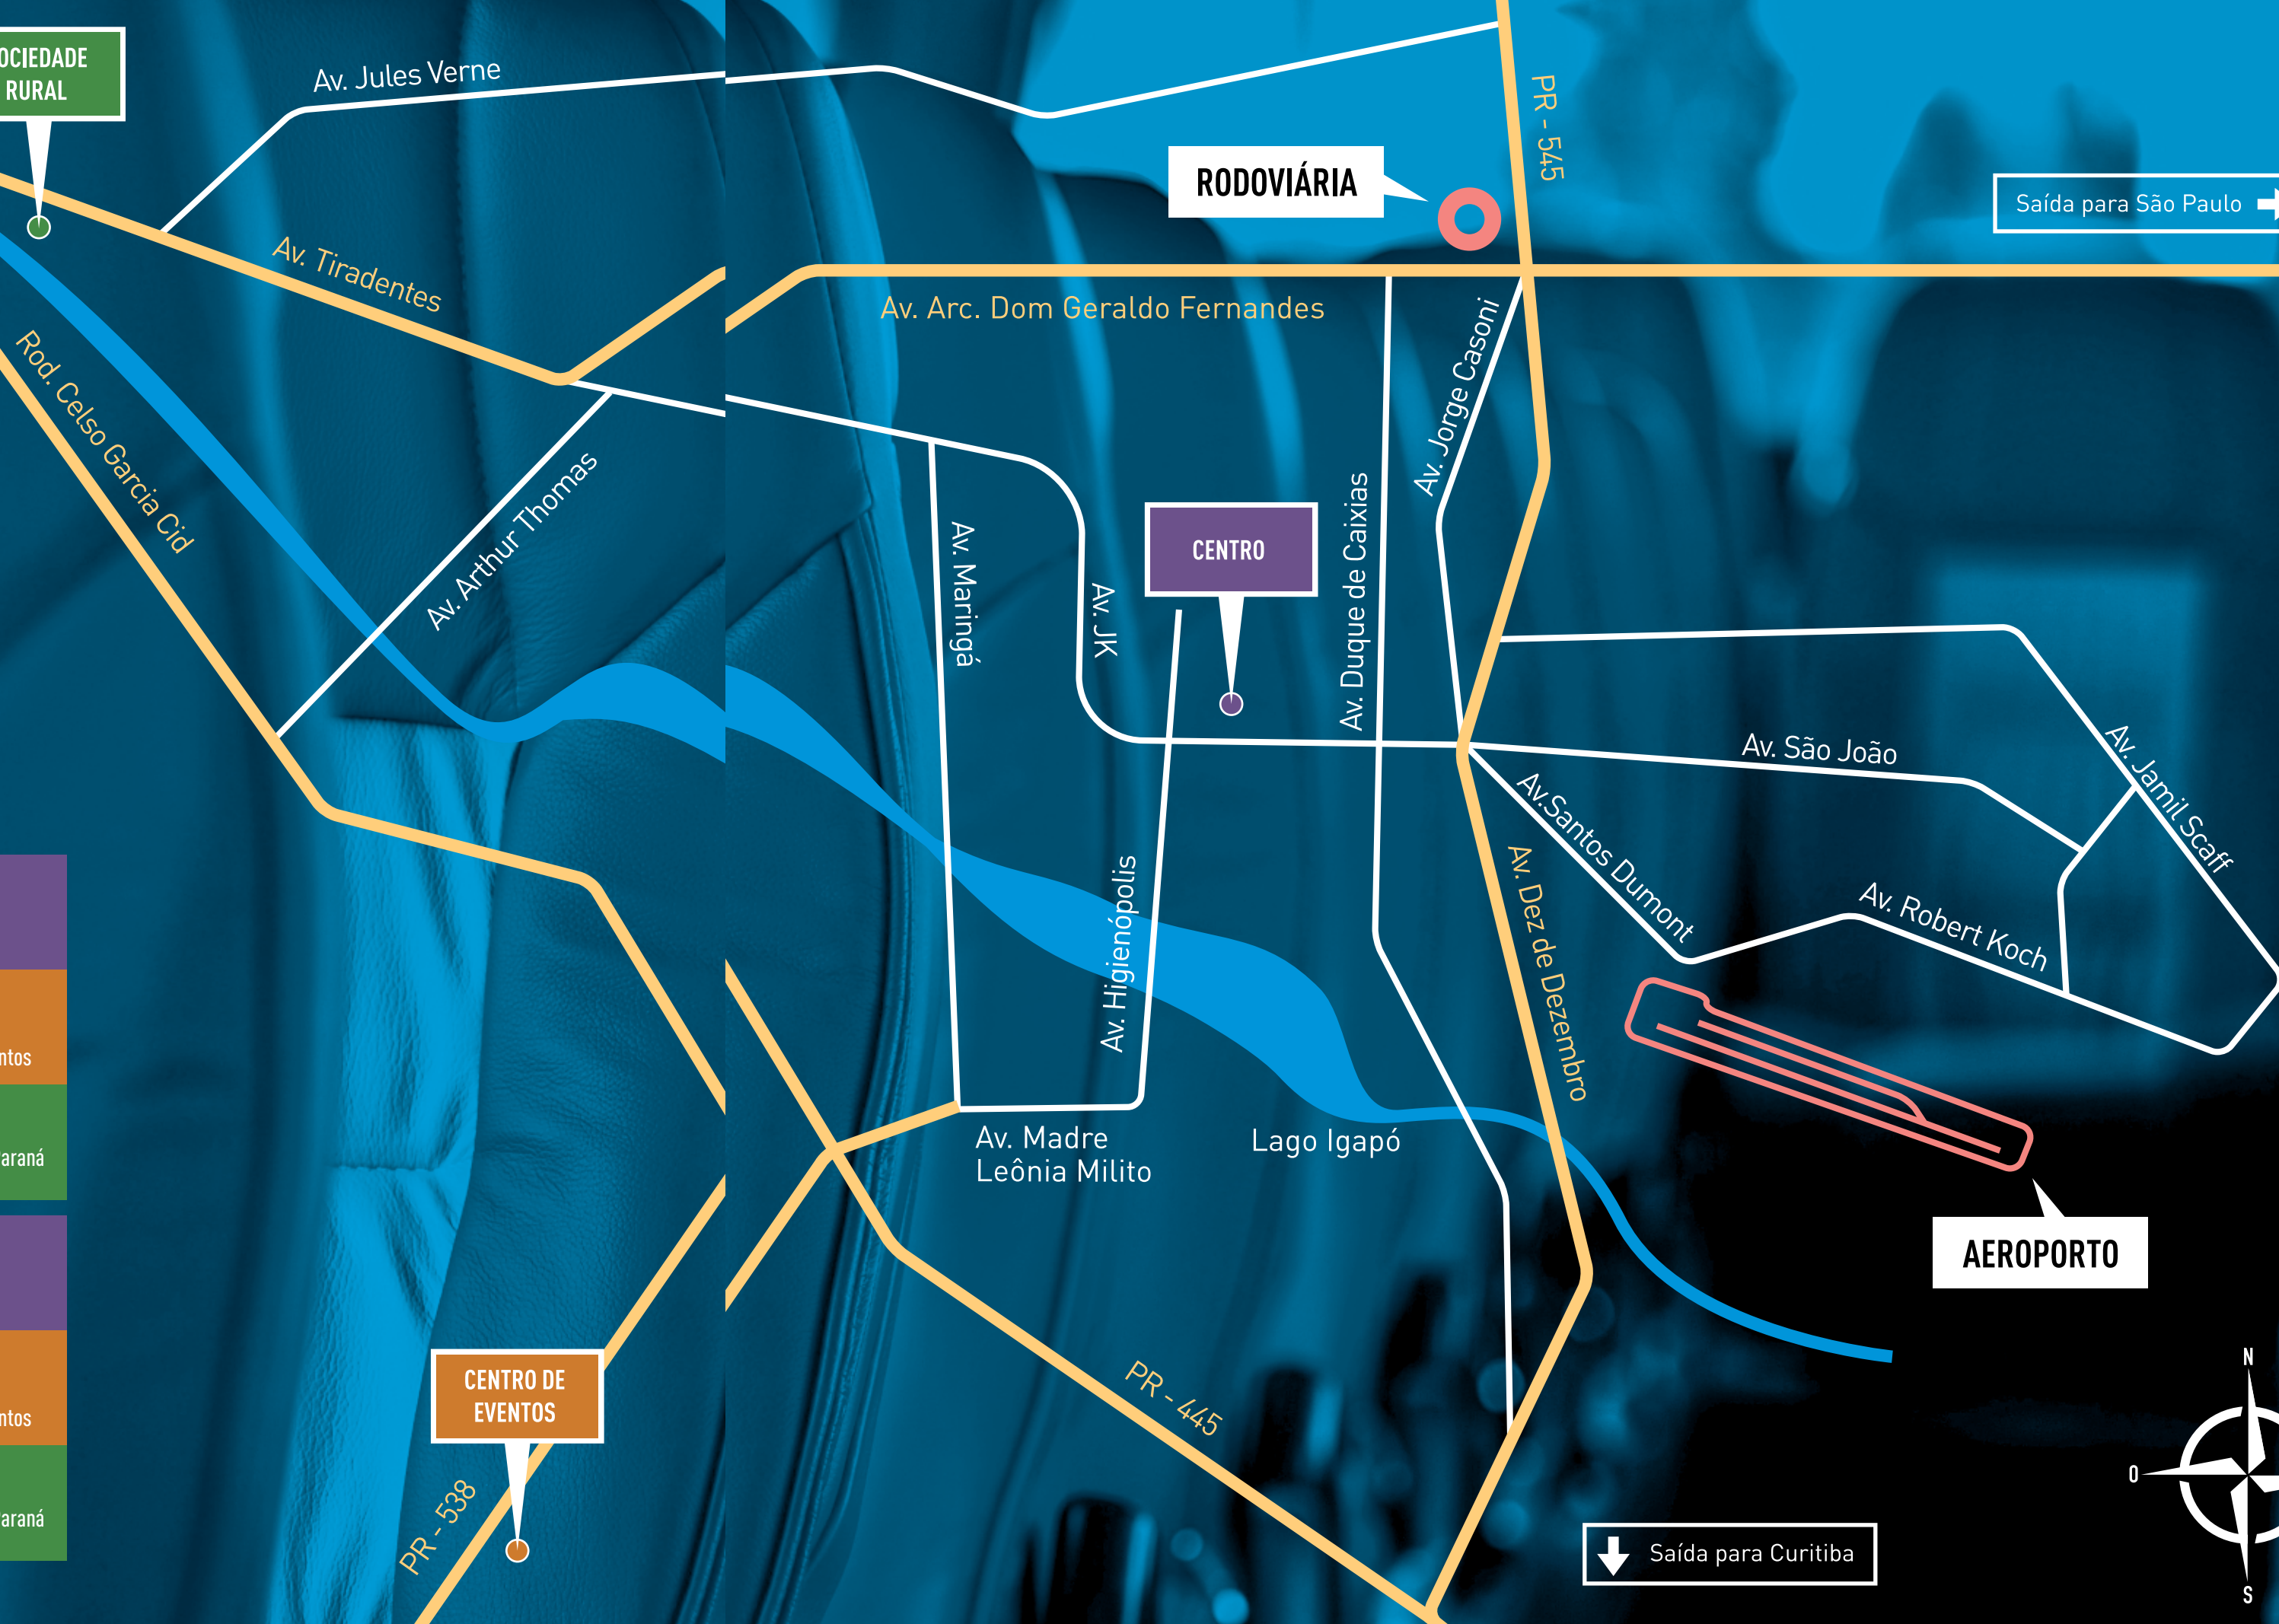 OCIEDADE
RURAL
Av. Jules Verne
PR - 545
RODOVIÁRIA
Saída para São Paulo
Av. Tiradentes
Av. Arc. Dom Geraldo Fernandes
Rod. Celso Garcia Cid
Av. Jorge Casoni
Av. Arthur Thomas
Av. Maringá
Av. JK
CENTRO
Av. Duque de Caixias
Av. São João
Av. Jamil Scaff
Av.Santos Dumont
Av. Robert Koch
Av. Higienópolis
Av. Dez de Dezembro
ntos
araná
Av. Madre
Leônia Milito
Lago Igapó
AEROPORTO
CENTRO DE
EVENTOS
PR - 445
PR - 538
ntos
araná
Saída para Curitiba
N
O
S